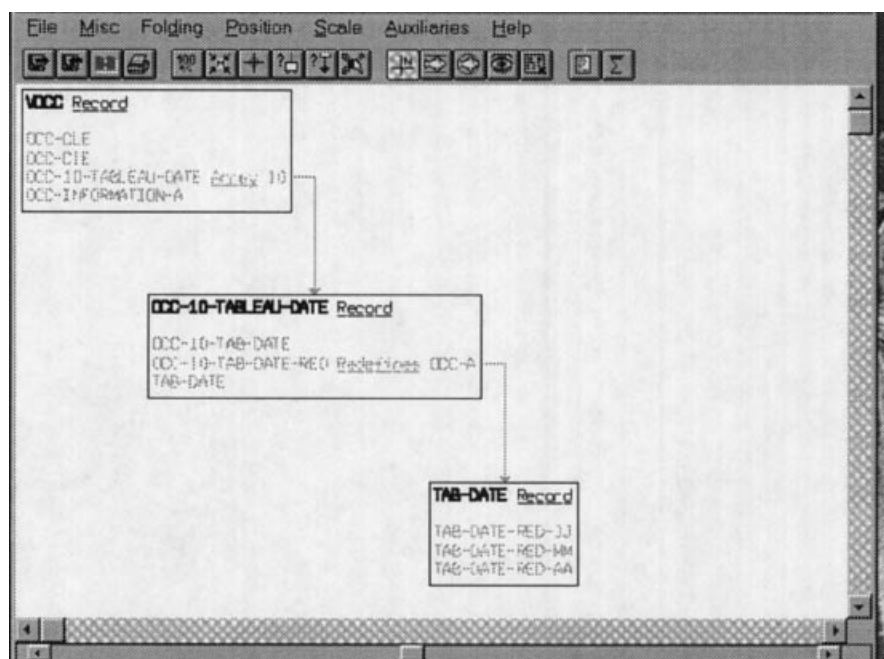 File Misc Folding Position Scale Auxiliaries Help
100
VOCC Record
OCC-CLE
OCC-CIE
OCC-10-TABLEAU-DATE Array 10
OCC-INFORMATION-A
OCC-10-TABLEAU-DATE Record
OCC-10-TAB-DATE
OCC-10-TAB-DATE-RED Redefines OCC-A
TAB-DATE
TAB-DATE Record
TAB-DATE-RED-JJ
TAB-DATE-RED-MM
TAB-DATE-RED-AA